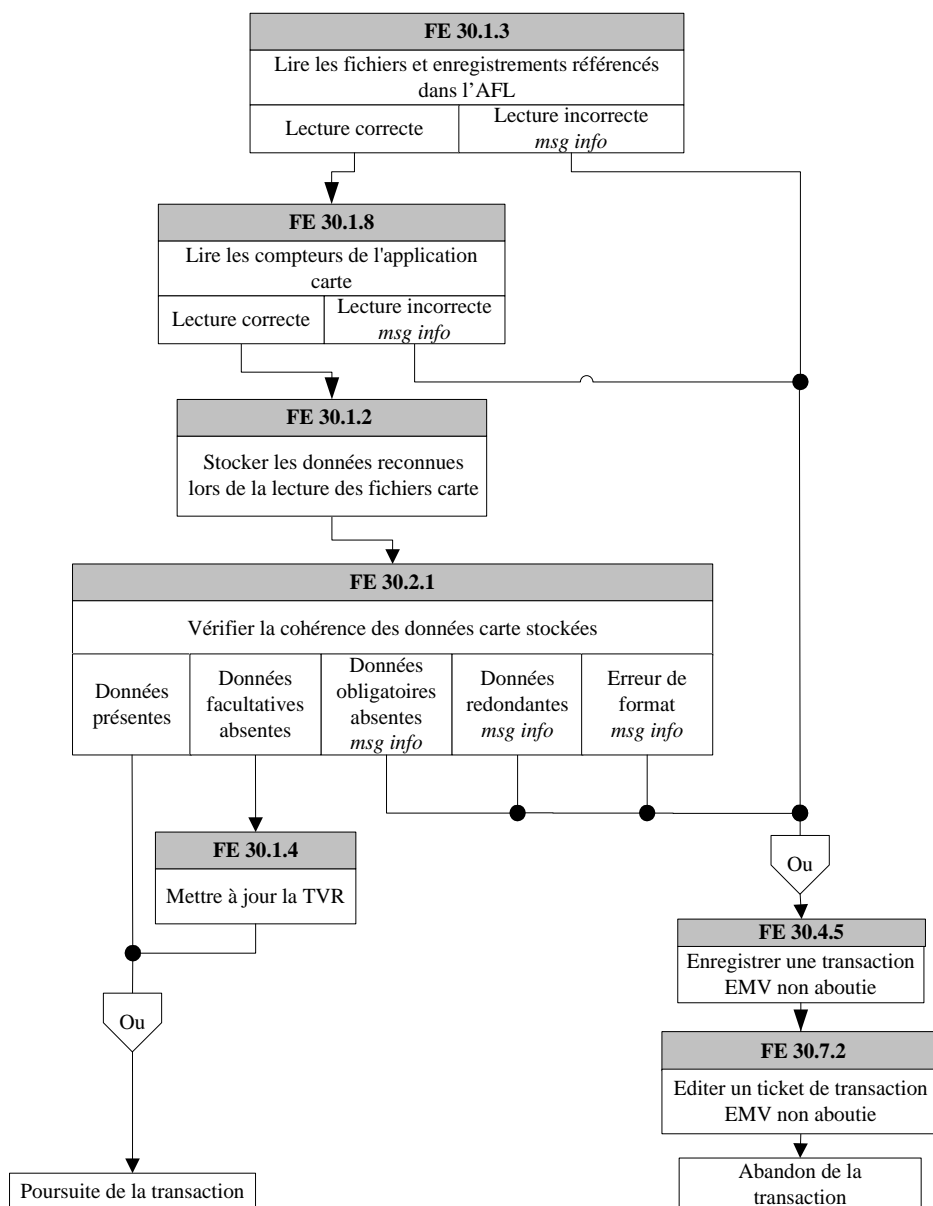 FE 30.1.3
Lire les fichiers et enregistrements référencés
dans l'AFL
Lecture correcte
Lecture incorrecte
msg info
FE 30.1.8
Lire les compteurs de l'application
carte
Lecture correcte
Lecture incorrecte
msg info
FE 30.1.2
Stocker les données reconnues
lors de la lecture des fichiers carte
FE 30.2.1
Vérifier la cohérence des données carte stockées
Données
présentes
Données
facultatives
absentes
Données
obligatoires
absentes
msg info
Données
redondantes
msg info
Erreur de
format
msg info
FE 30.1.4
Mettre à jour la TVR
Ou
Ou
FE 30.4.5
Enregistrer une transaction
EMV non aboutie
FE 30.7.2
Editer un ticket de transaction
EMV non aboutie
Poursuite de la transaction
Abandon de la
transaction